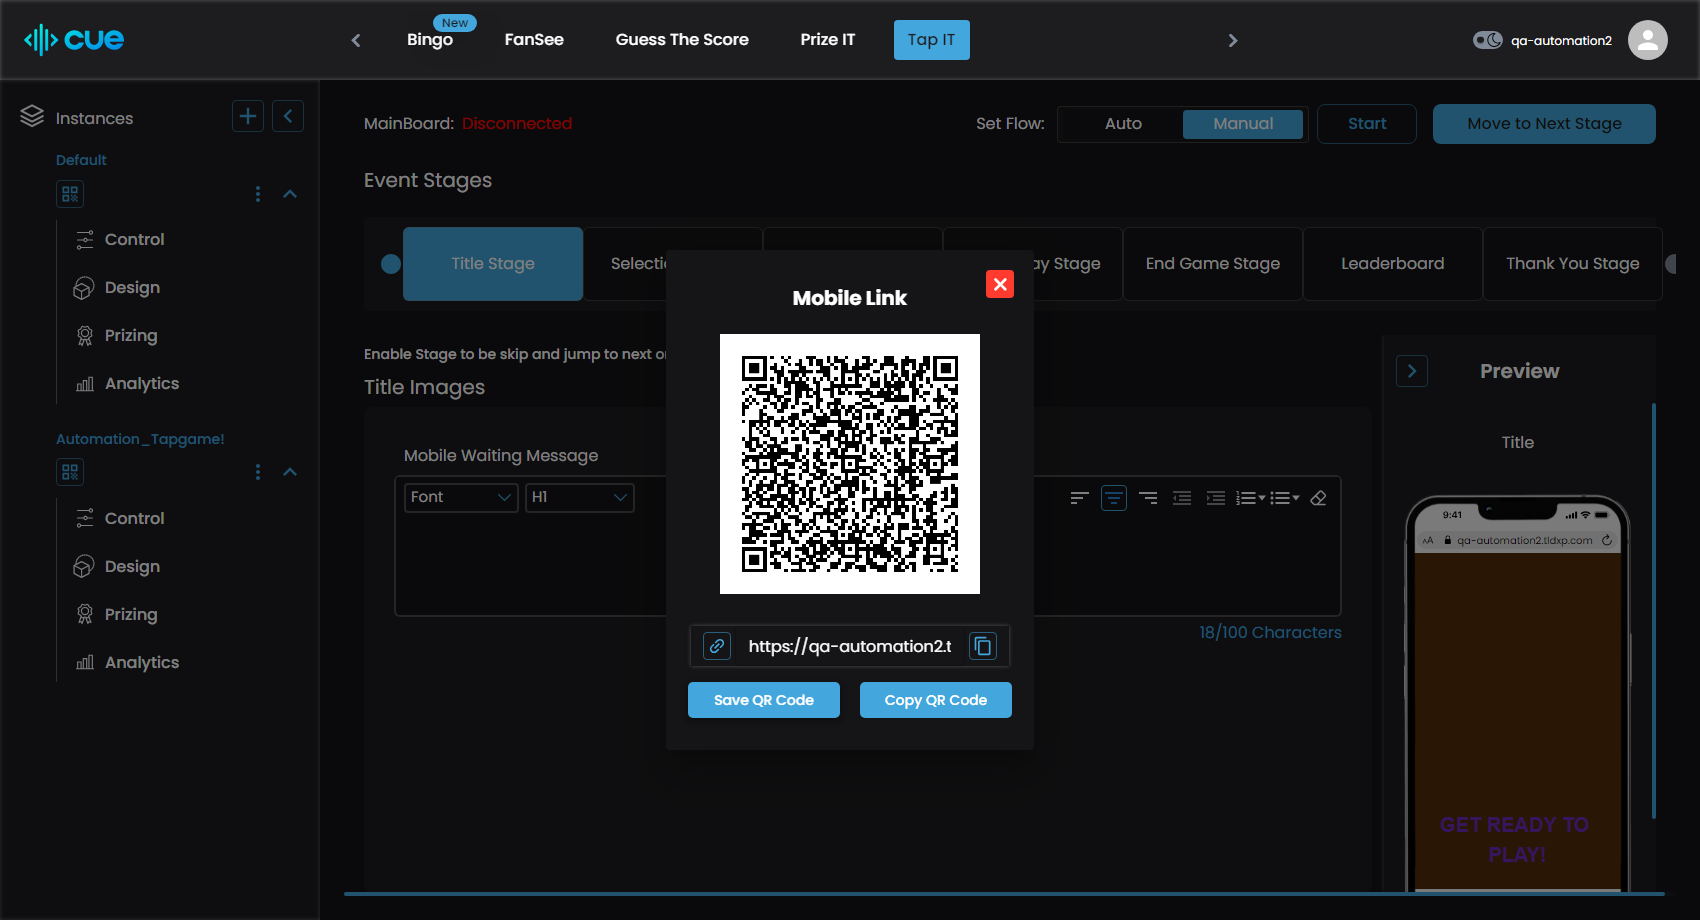 cue
Bingo
New
FanSee
Guess The Score
Prize IT
Tap IT
qa-automation2
Instances
Default
Control
Design
Prizing
Analytics
Automation_Tapgame!
Control
Design
Prizing
Analytics
MainBoard: Disconnected
Set Flow:
Auto
Manual
Start
Move to Next Stage
Event Stages
Title Stage
Selectio
ay Stage
End Game Stage
Leaderboard
Thank You Stage
Enable Stage to be skip and jump to next o
Title Images
Mobile Waiting Message
Font
H1
18/100 Characters
Mobile Link
https://qa-automation2.t
Save QR Code
Copy QR Code
Preview
Title
9:41
AA
qa-automation2.tldxp.com
GET READY TO
PLAY!